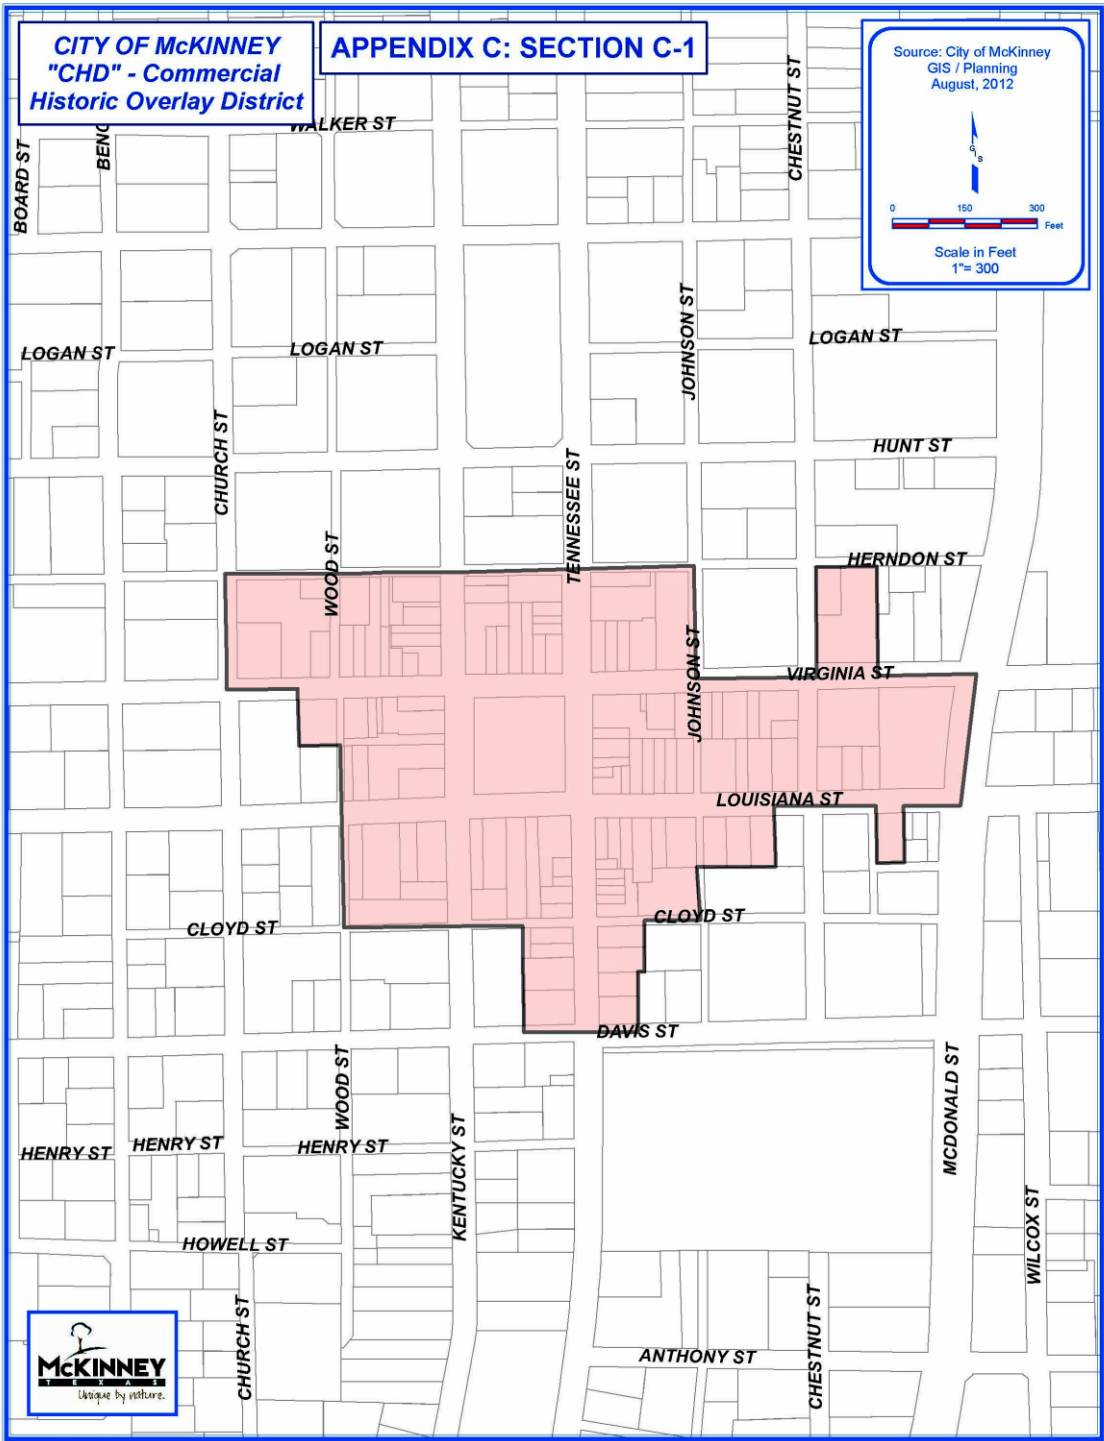 CITY OF McKINNEY
"CHD" - Commercial
Historic Overlay District
APPENDIX C: SECTION C-1
Source: City of McKinney
GIS / Planning
August, 2012
GIS
0 150 300
Feet
Scale in Feet
1"= 300
WALKER ST
CHESTNUT ST
BOARD ST
BENG
JOHNSON ST
LOGAN ST
LOGAN ST
LOGAN ST
CHURCH ST
HUNT ST
TENNESSEE ST
WOOD ST
HERNDON ST
JOHNSON ST
VIRGINIA ST
LOUISIANA ST
CLOYD ST
CLOYD ST
DAVIS ST
WOOD ST
MCDONALD ST
HENRY ST
HENRY ST
HENRY ST
KENTUCKY ST
WILCOX ST
HOWELL ST
CHURCH ST
CHESTNUT ST
ANTHONY ST
McKINNEY
TEXAS
Unique by nature.